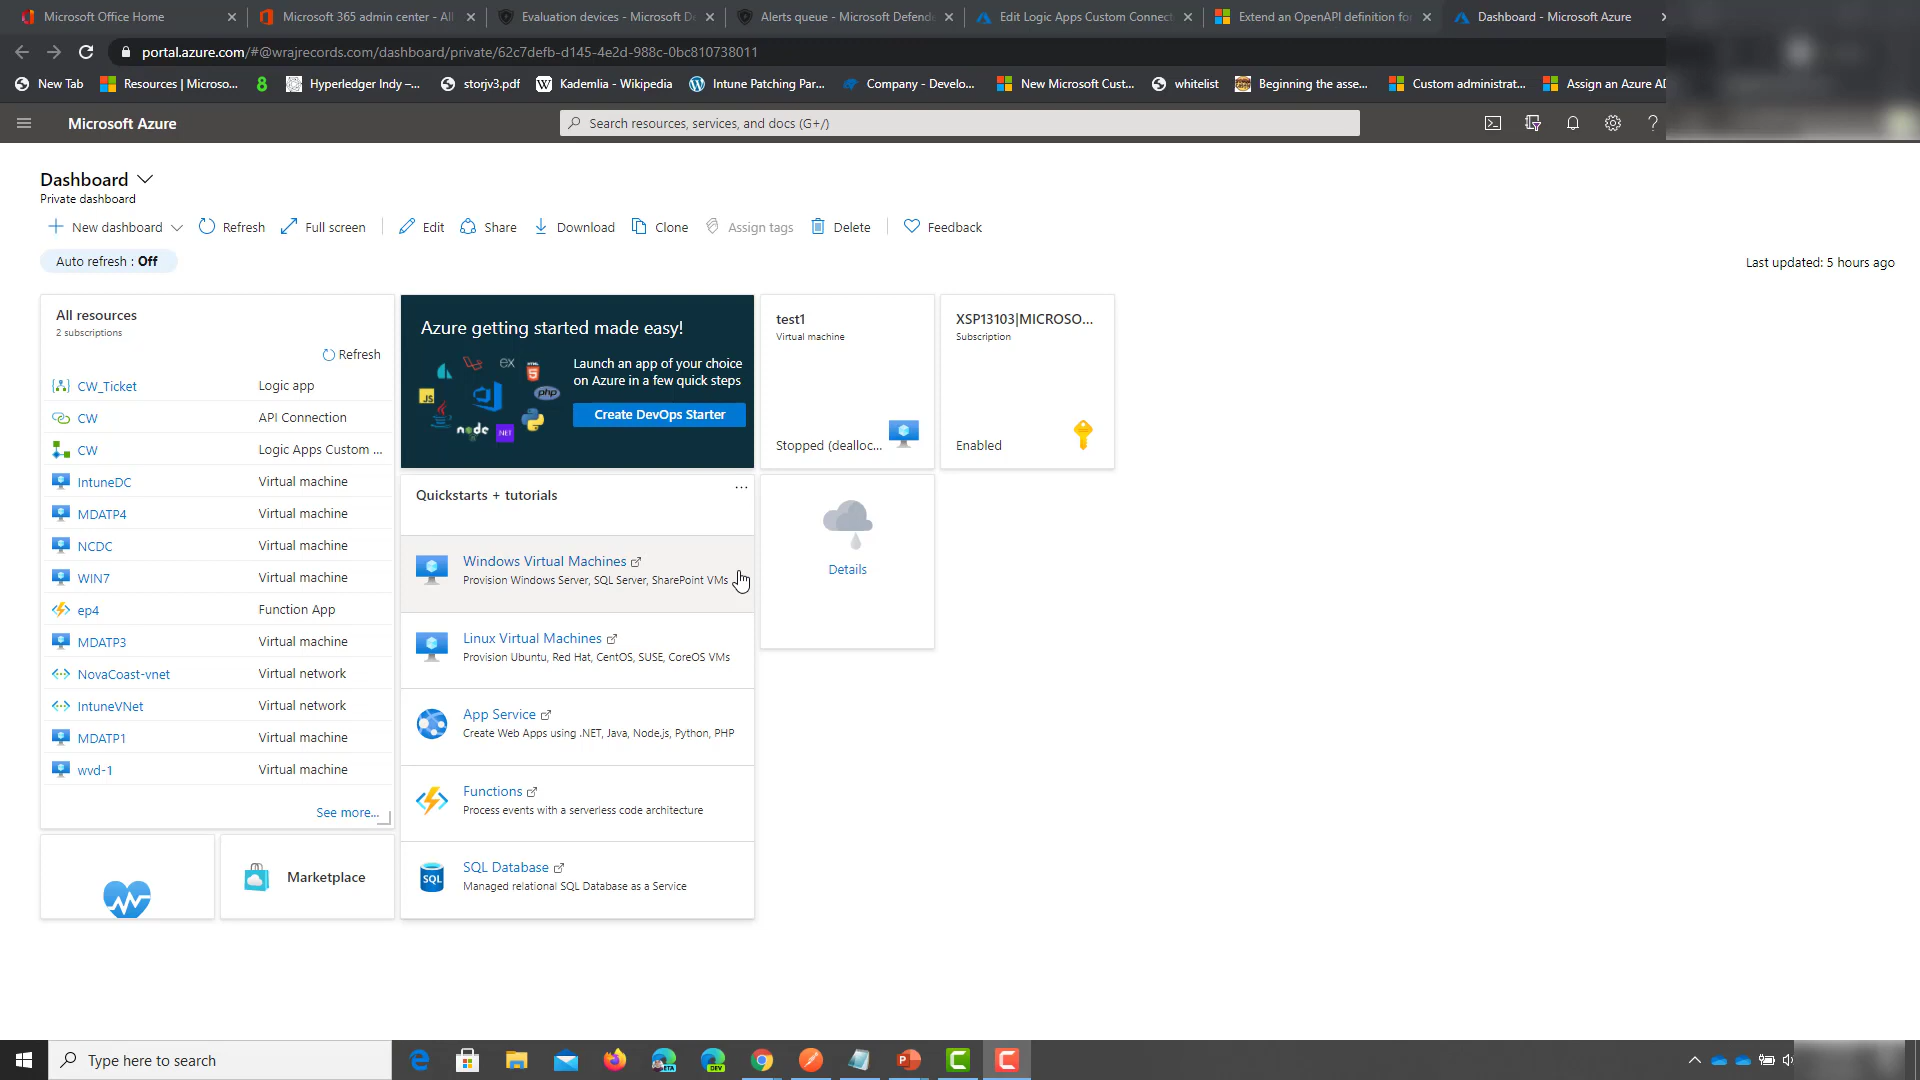 Microsoft Office Home
Microsoft 365 admin center - All
Evaluation devices - Microsoft De
Alerts queue - Microsoft Defende
Edit Logic Apps Custom Connect
Extend an OpenAPI definition for
Dashboard - Microsoft Azure
portal.azure.com/#@wrajrecords.com/dashboard/private/62c7defb-d145-4e2d-988c-0bc810738011
New Tab
Resources | Microso...
Hyperledger Indy –...
storjv3.pdf
Kademlia - Wikipedia
Intune Patching Par...
Company - Develo...
New Microsoft Cust...
whitelist
Beginning the asse...
Custom administrat...
Assign an Azure AD
Microsoft Azure
Search resources, services, and docs (G+/)
Dashboard
Private dashboard
New dashboard
Refresh
Full screen
Edit
Share
Download
Clone
Assign tags
Delete
Feedback
Auto refresh : Off
Last updated: 5 hours ago
All resources
2 subscriptions
Refresh
CW_Ticket Logic app
CW API Connection
CW Logic Apps Custom ...
IntuneDC Virtual machine
MDATP4 Virtual machine
NCDC Virtual machine
WIN7 Virtual machine
ep4 Function App
MDATP3 Virtual machine
NovaCoast-vnet Virtual network
IntuneVNet Virtual network
MDATP1 Virtual machine
wvd-1 Virtual machine
See more...
Marketplace
Azure getting started made easy!
Launch an app of your choice
on Azure in a few quick steps
Create DevOps Starter
JS
ex
php
node
NET
Quickstarts + tutorials
...
Windows Virtual Machines
Provision Windows Server, SQL Server, SharePoint VMs
Linux Virtual Machines
Provision Ubuntu, Red Hat, CentOS, SUSE, CoreOS VMs
App Service
Create Web Apps using .NET, Java, Node.js, Python, PHP
Functions
Process events with a serverless code architecture
SQL
SQL Database
Managed relational SQL Database as a Service
test1
Virtual machine
Stopped (dealloc...
XSP13103|MICROSO...
Subscription
Enabled
Details
Type here to search
BETA
DEV